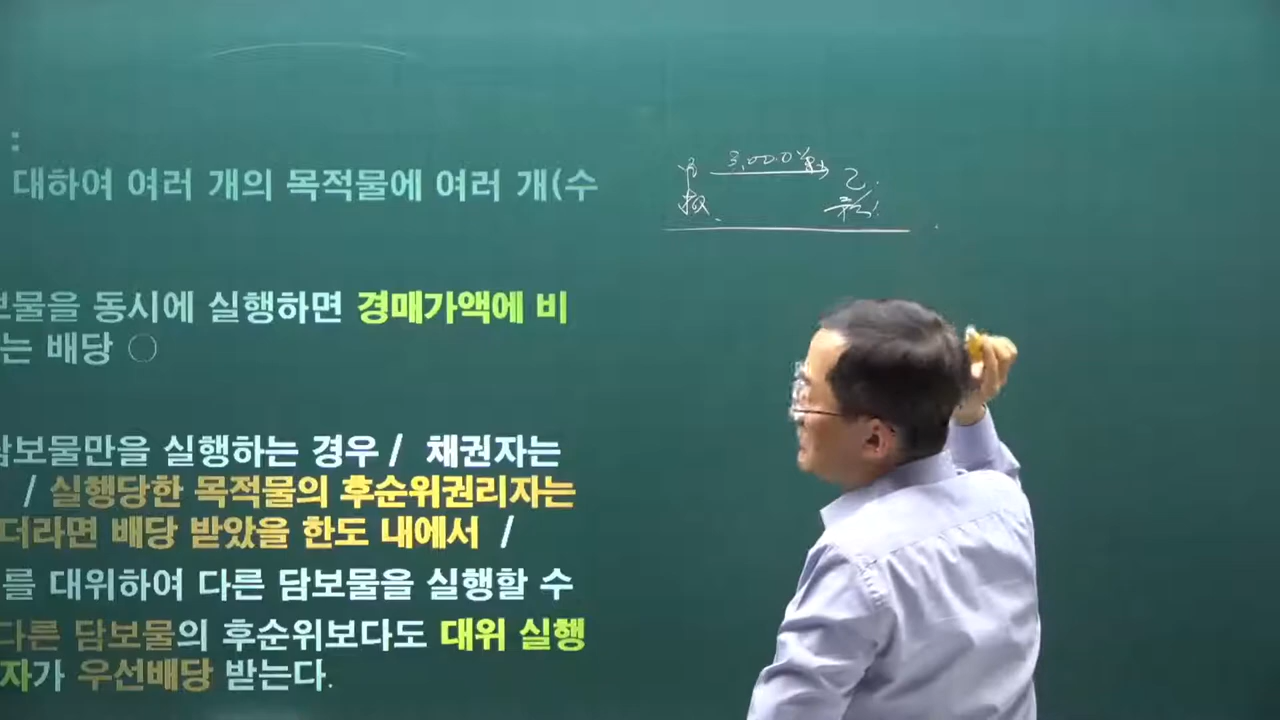 :
대하여 여러 개의 목적물에 여러 개(수
보물을 동시에 실행하면 경매가액에 비
는 배당 ○
담보물만을 실행하는 경우 / 채권자는
/ 실행당한 목적물의 후순위권리자는
더라면 배당 받았을 한도 내에서 /
를 대위하여 다른 담보물을 실행할 수
다른 담보물의 후순위보다도 대위 실행
자가 우선배당 받는다.
3,000만 乙